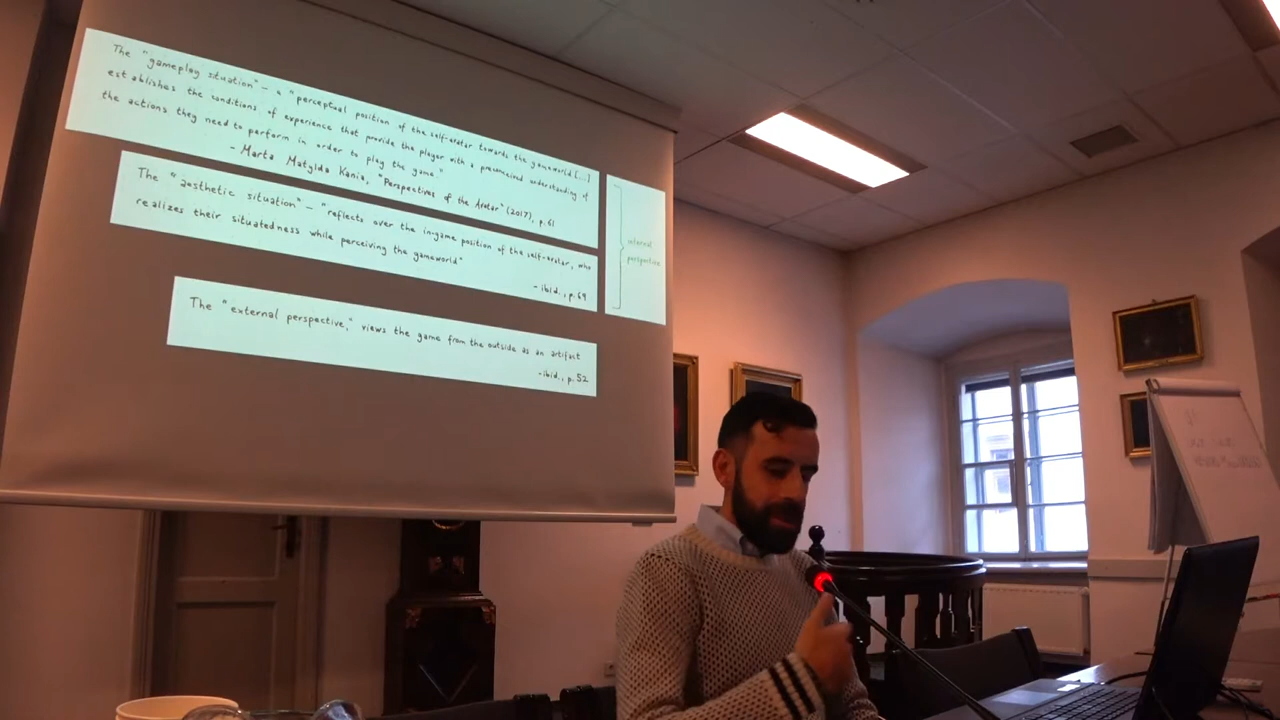 The "gameplay situation" – a "perceptual position of the self-avatar towards the gameworld [...]
establishes the conditions of experience that provide the player with a preconceived understanding of
the actions they need to perform in order to play the game."
- Marta Matylda Kania, "Perspectives of the Avatar" (2017), p.61
The "aesthetic situation" – "reflects over the in-game position of the self-avatar, who
realizes their situatedness while perceiving the gameworld"
- ibid., p.69
internal
perspective
The "external perspective," views the game from the outside as an artifact
-ibid., p.52